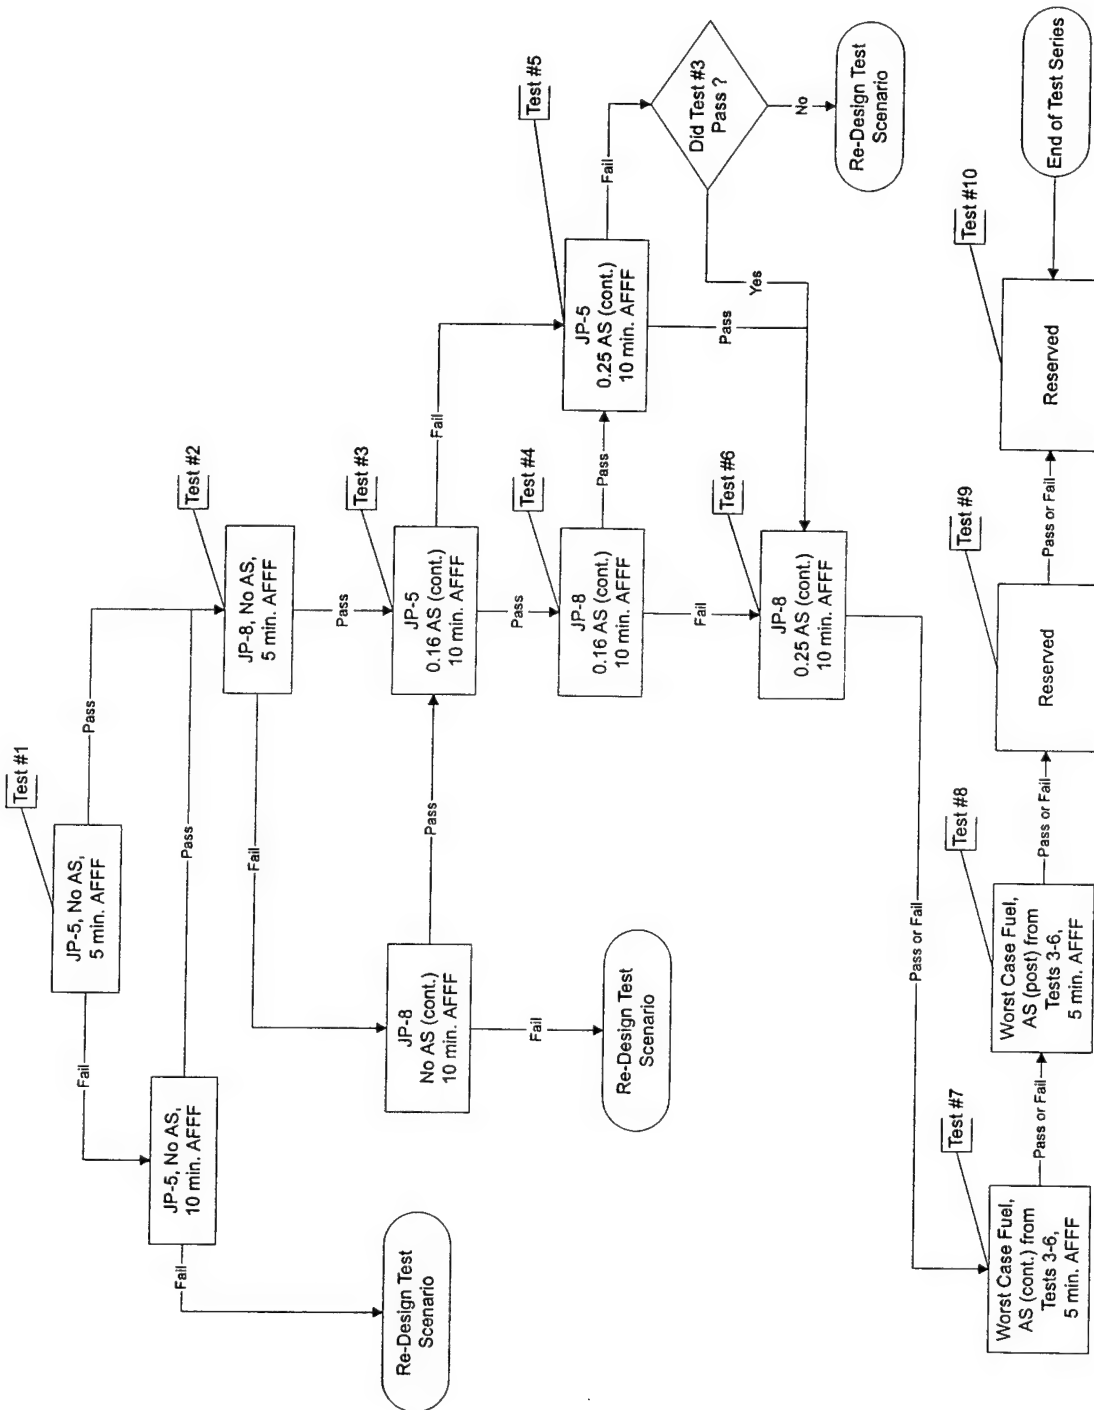 Test #1
JP-5, No AS,
5 min. AFFF
Pass
Fail
JP-5, No AS,
10 min. AFFF
Pass
Fail
Re-Design Test
Scenario
Test #2
JP-8, No AS,
5 min. AFFF
Pass
Fail
JP-8
No AS (cont.)
10 min. AFFF
Pass
Fail
Re-Design Test
Scenario
Test #3
JP-5
0.16 AS (cont.)
10 min. AFFF
Pass
Fail
Test #4
JP-8
0.16 AS (cont.)
10 min. AFFF
Pass
Fail
Test #5
JP-5
0.25 AS (cont.)
10 min. AFFF
Pass
Fail
Did Test #3
Pass ?
Yes
No
Re-Design Test
Scenario
Test #6
JP-8
0.25 AS (cont.)
10 min. AFFF
Pass or Fail
Test #7
Worst Case Fuel,
AS (cont.) from
Tests 3-6,
5 min. AFFF
Pass or Fail
Test #8
Worst Case Fuel,
AS (post) from
Tests 3-6,
5 min. AFFF
Pass or Fail
Test #9
Reserved
Pass or Fail
Test #10
Reserved
End of Test Series